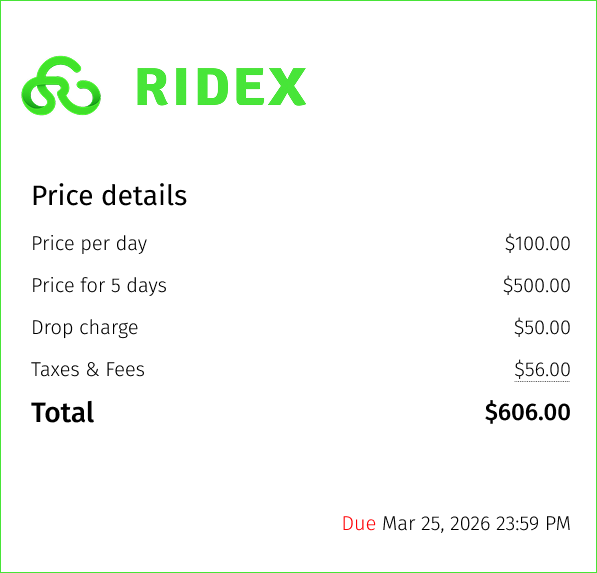 RIDEX
Price details
Price per day $100.00
Price for 5 days $500.00
Drop charge $50.00
Taxes & Fees $56.00
Total $606.00
Due Mar 25, 2026 23:59 PM